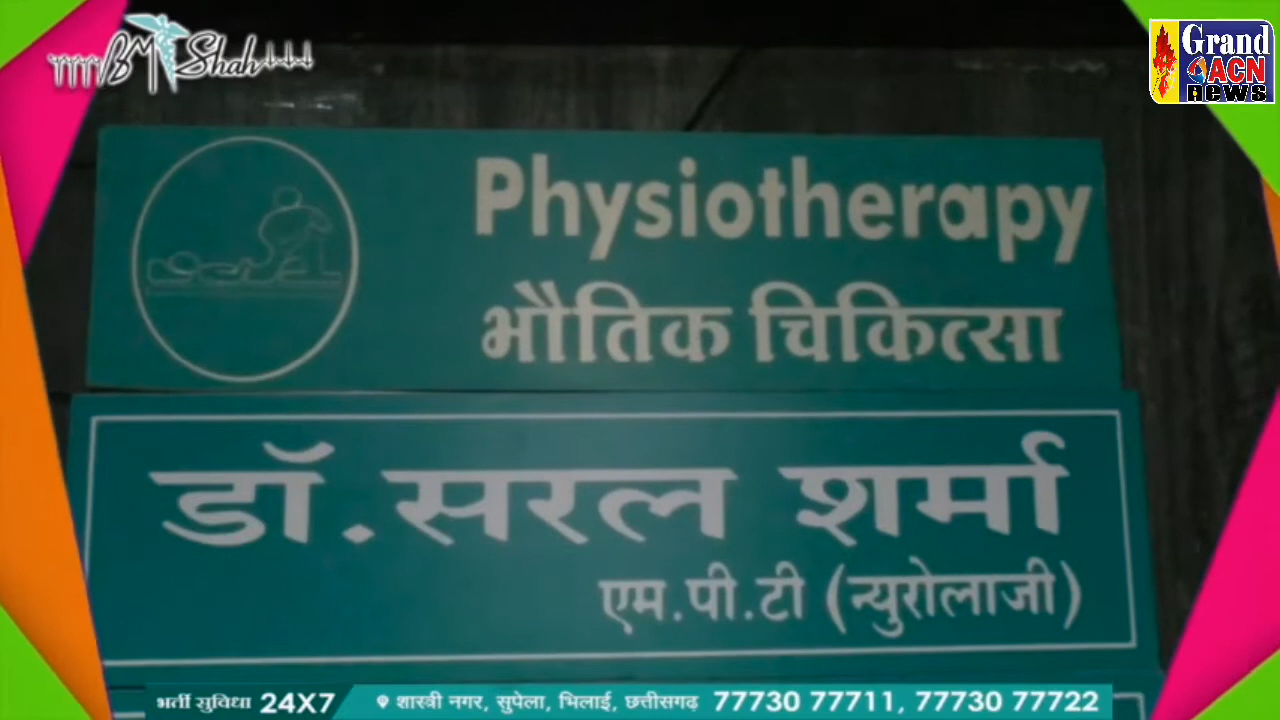 BM Shah
Grand
ACN
news
Physiotherapy
भौतिक चिकित्सा
डॉ. सरल शर्मा
एम.पी.टी (न्युरोलाजी)
भर्ती सुविधा 24X7 शास्त्री नगर, सुपेला, भिलाई, छत्तीसगढ़ 77730 77711, 77730 77722